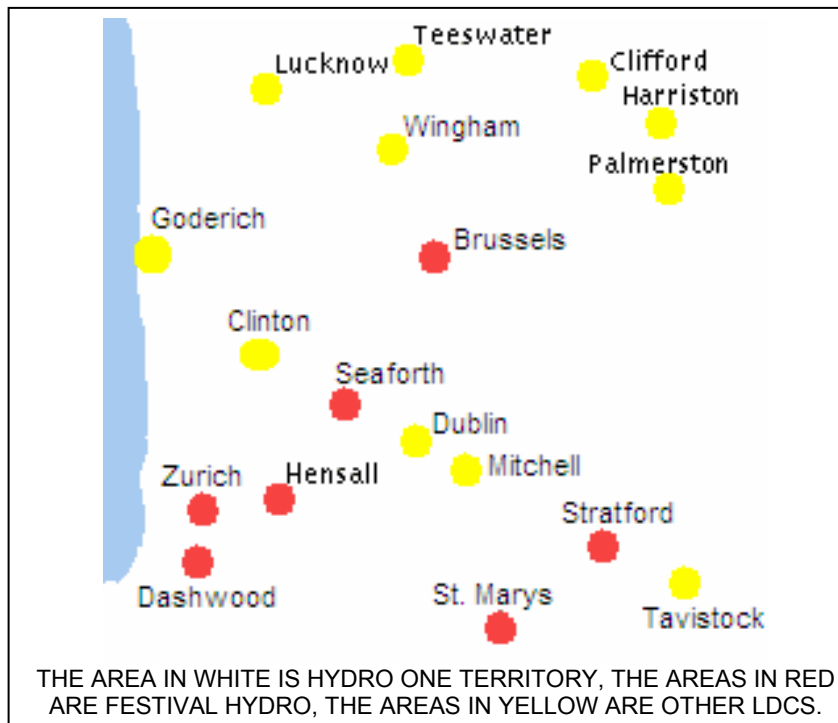 Teeswater
Lucknow
Clifford
Harriston
Wingham
Palmerston
Goderich
Brussels
Clinton
Seaforth
Dublin
Mitchell
Zurich
Hensall
Stratford
Dashwood
St. Marys
Tavistock
THE AREA IN WHITE IS HYDRO ONE TERRITORY, THE AREAS IN RED
ARE FESTIVAL HYDRO, THE AREAS IN YELLOW ARE OTHER LDCS.